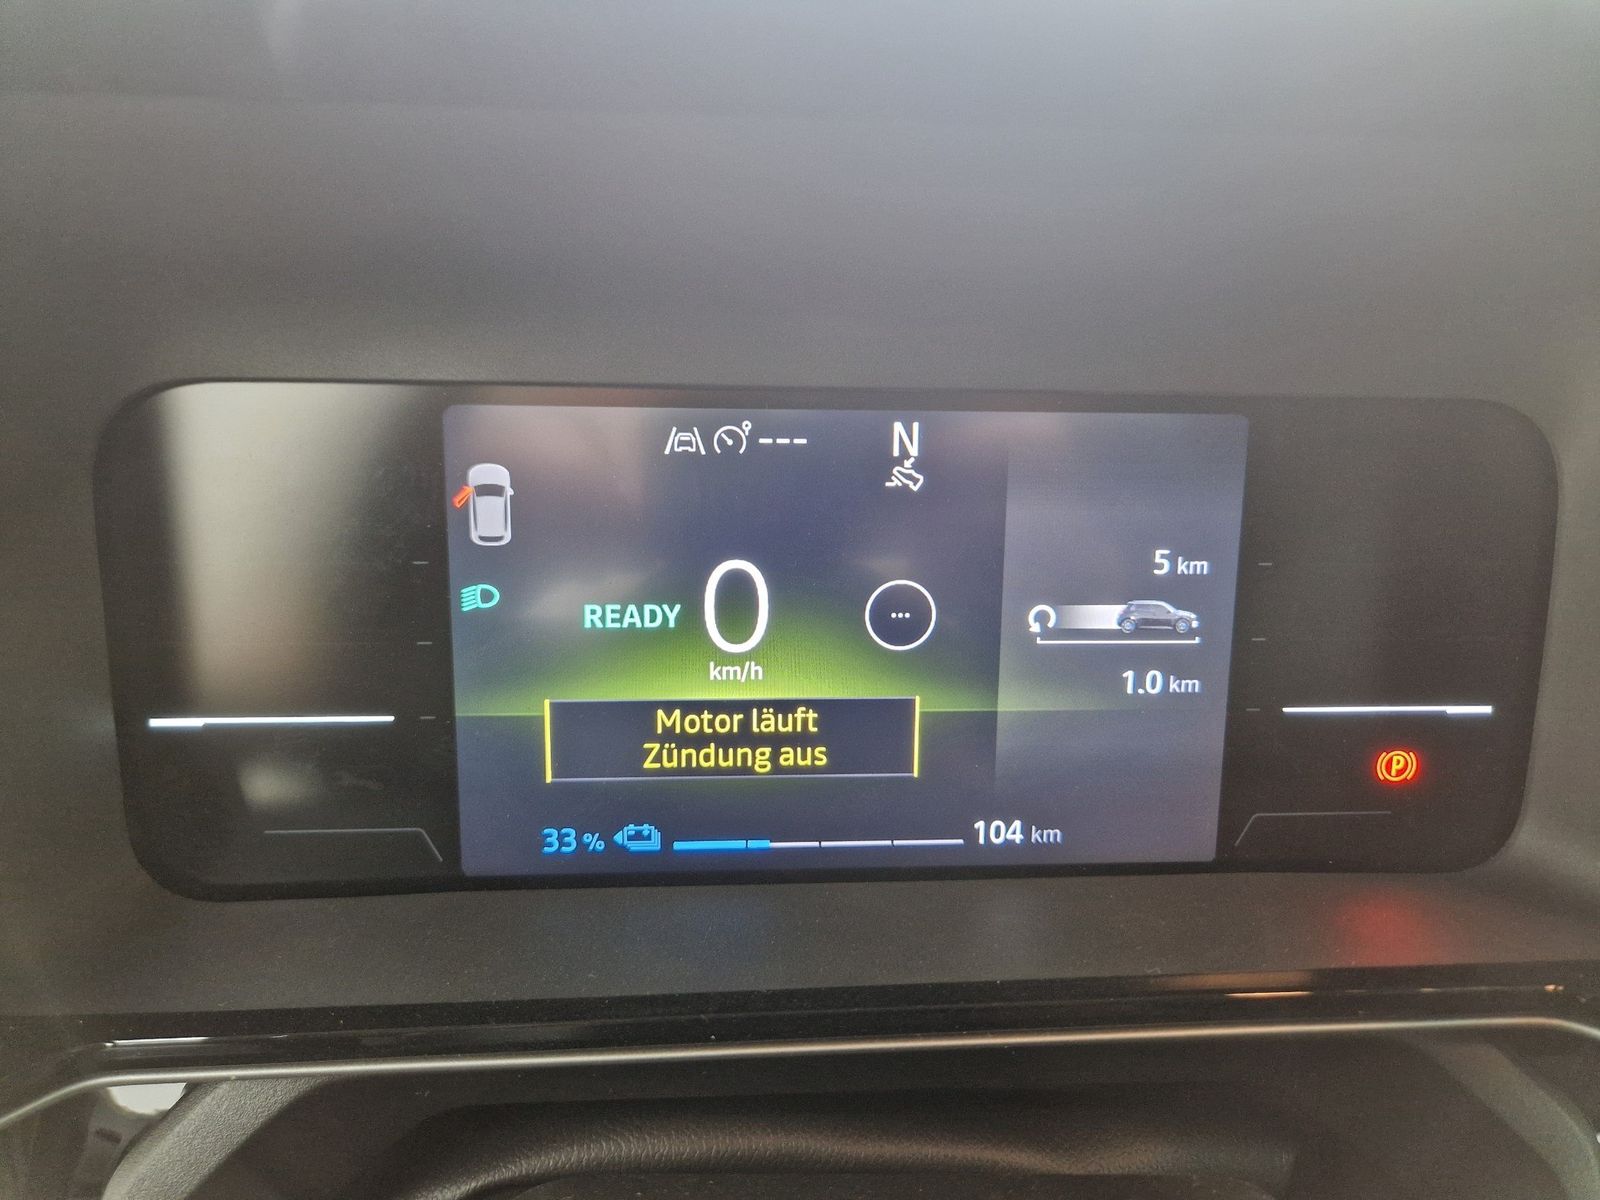 ---
N
5 km
READY
0
...
km/h
1.0 km
Motor läuft
Zündung aus
P
33 %
104 km